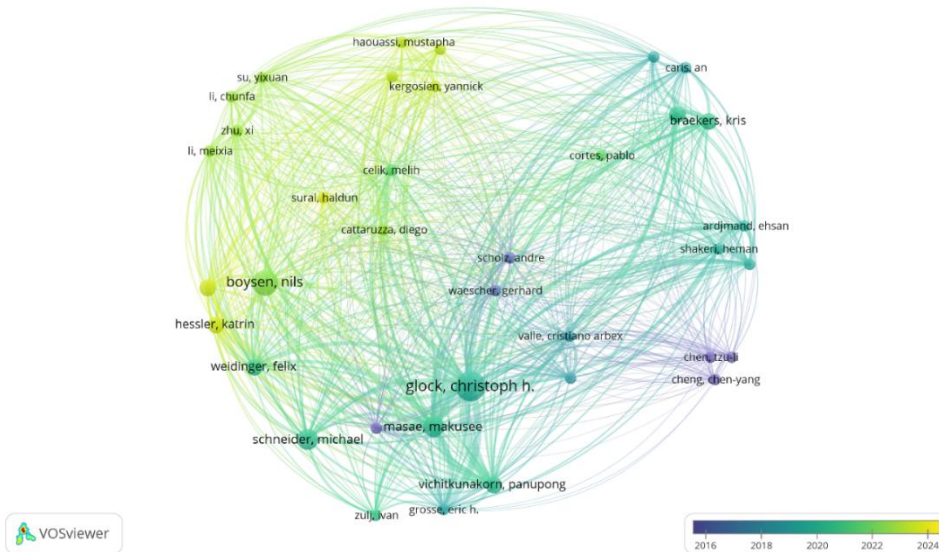 haouassi, mustapha
caris, an
su, yixuan
kergosien, yannick
li, chunfa
braekers, kris
zhu, xi
li, meixia
cortes, pablo
celik, melih
sural, haldun
ardjmand, ehsan
cattaruzza, diego
shakeri, heman
scholz, andre
boysen, nils
waescher, gerhard
hessler, katrin
valle, cristiano arbex
chen, tzu-li
weidinger, felix
cheng, chen-yang
glock, christoph h.
masae, makusee
schneider, michael
vichitkunakorn, panupong
grosse, eric h.
zulj, ivan
VOSviewer
2016 2018 2020 2022 2024